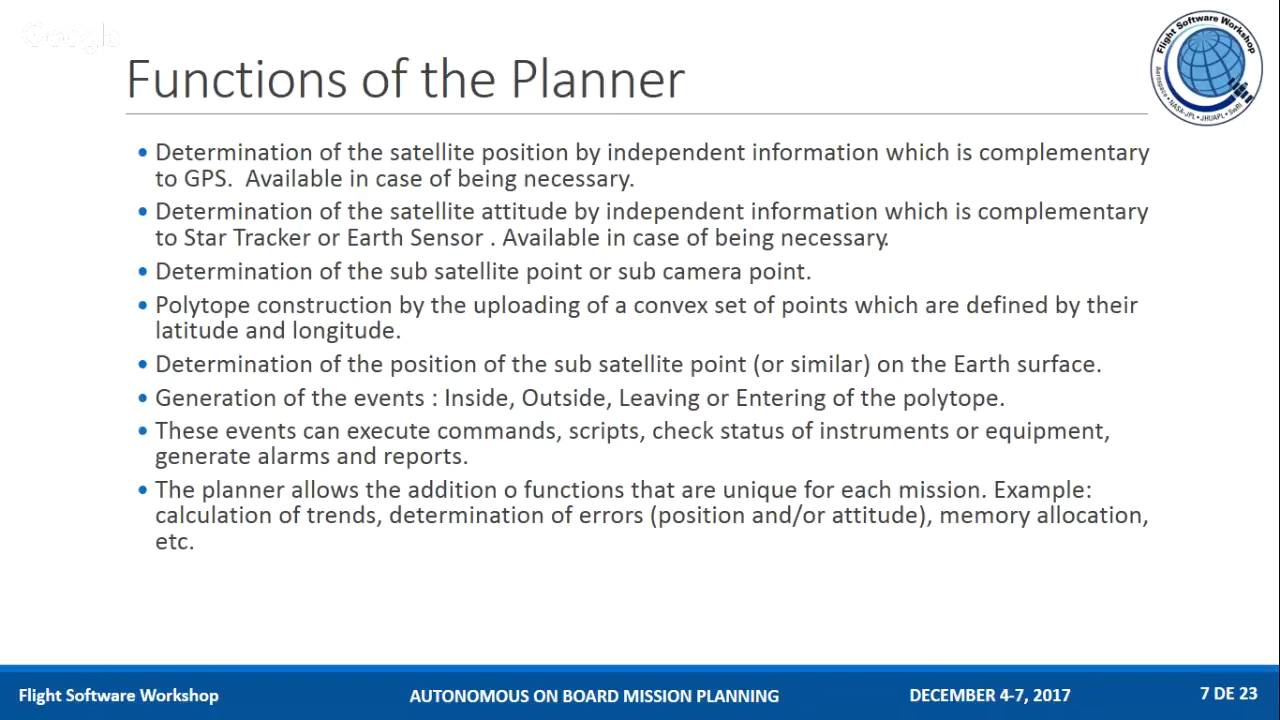 Google
Functions of the Planner
Flight Software Workshop
Aerospace • NASA-JPL • JHUAPL • SwRI
• Determination of the satellite position by independent information which is complementary
to GPS. Available in case of being necessary.
• Determination of the satellite attitude by independent information which is complementary
to Star Tracker or Earth Sensor . Available in case of being necessary.
• Determination of the sub satellite point or sub camera point.
• Polytope construction by the uploading of a convex set of points which are defined by their
latitude and longitude.
• Determination of the position of the sub satellite point (or similar) on the Earth surface.
• Generation of the events : Inside, Outside, Leaving or Entering of the polytope.
• These events can execute commands, scripts, check status of instruments or equipment,
generate alarms and reports.
• The planner allows the addition o functions that are unique for each mission. Example:
calculation of trends, determination of errors (position and/or attitude), memory allocation,
etc.
Flight Software Workshop
AUTONOMOUS ON BOARD MISSION PLANNING
DECEMBER 4-7, 2017
7 DE 23